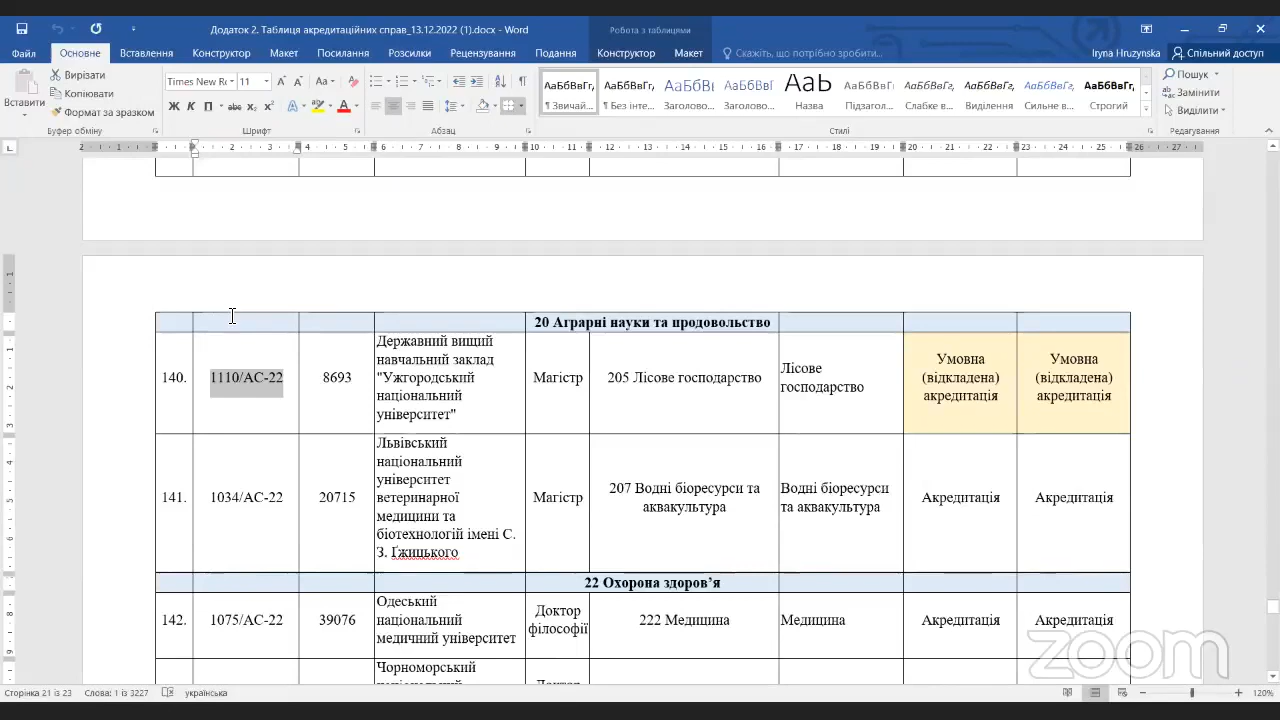 Додаток 2. Таблиця акредитаційних справ_13.12.2022 (1).docx - Word
Робота з таблицями
Файл Основне Вставлення Конструктор Макет Посилання Розсилки Рецензування Подання Конструктор Макет Скажіть, що потрібно зробити... Iryna Hruzynska Спільний доступ
Вставити
Вирізати
Копіювати
Формат за зразком
Буфер обміну
Times New Ro 11
Шрифт
Абзац
АаБбВвГг, АаБбВвГг, АаБбВвІ АаБбВвГ АаБ АаБбВвГг АаБбВвГг, АаБбВвГг, АаБбВвГг, АаБбВвГг,
¶ Звичай... ¶ Без інте... Заголово... Заголово... Назва Підзагол... Слабке в... Виділення Сильне в... Строгий
Стилі
Пошук
Замінити
Виділити
Редагування
20 Аграрні науки та продовольство
140. 1110/АС-22 8693 Державний вищий навчальний заклад "Ужгородський національний університет" Магістр 205 Лісове господарство Лісове господарство Умовна (відкладена) акредитація Умовна (відкладена) акредитація
141. 1034/АС-22 20715 Львівський національний університет ветеринарної медицини та біотехнологій імені С. З. Ґжицького Магістр 207 Водні біоресурси та аквакультура Водні біоресурси та аквакультура Акредитація Акредитація
22 Охорона здоров’я
142. 1075/АС-22 39076 Одеський національний медичний університет Доктор філософії 222 Медицина Медицина Акредитація Акредитація
Чорноморський
zoom
Сторінка 21 із 23 Слова: 1 із 3227 українська 120%